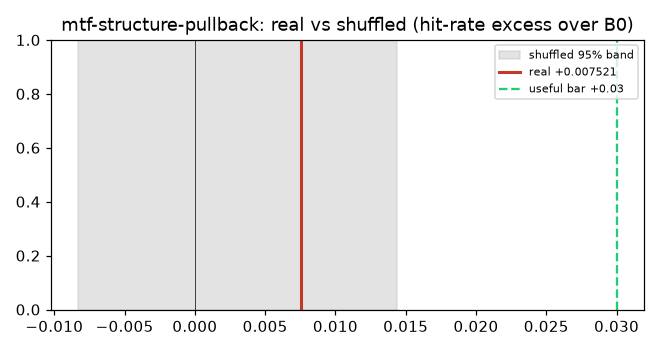 mtf-structure-pullback: real vs shuffled (hit-rate excess over B0)
shuffled 95% band
real +0.007521
useful bar +0.03
1.0
0.8
0.6
0.4
0.2
0.0
−0.010 −0.005 0.000 0.005 0.010 0.015 0.020 0.025 0.030